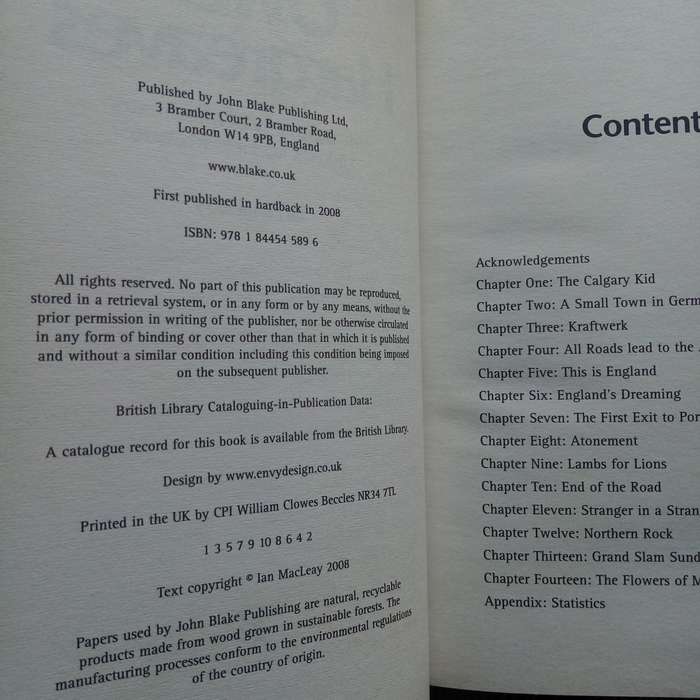 Published by John Blake Publishing Ltd,
3 Bramber Court, 2 Bramber Road,
London W14 9PB, England
www.blake.co.uk
First published in hardback in 2008
ISBN: 978 1 84454 589 6
All rights reserved. No part of this publication may be reproduced,
stored in a retrieval system, or in any form or by any means, without the
prior permission in writing of the publisher, nor be otherwise circulated
in any form of binding or cover other than that in which it is published
and without a similar condition including this condition being imposed
on the subsequent publisher.
British Library Cataloguing-in-Publication Data:
A catalogue record for this book is available from the British Library.
Design by www.envydesign.co.uk
Printed in the UK by CPI William Clowes Beccles NR34 7TL
1 3 5 7 9 10 8 6 4 2
Text copyright © Ian MacLeay 2008
Papers used by John Blake Publishing are natural, recyclable
products made from wood grown in sustainable forests. The
manufacturing processes conform to the environmental regulations
of the country of origin.
Content
Acknowledgements
Chapter One: The Calgary Kid
Chapter Two: A Small Town in Germ
Chapter Three: Kraftwerk
Chapter Four: All Roads lead to the
Chapter Five: This is England
Chapter Six: England's Dreaming
Chapter Seven: The First Exit to Por
Chapter Eight: Atonement
Chapter Nine: Lambs for Lions
Chapter Ten: End of the Road
Chapter Eleven: Stranger in a Stran
Chapter Twelve: Northern Rock
Chapter Thirteen: Grand Slam Sund
Chapter Fourteen: The Flowers of M
Appendix: Statistics